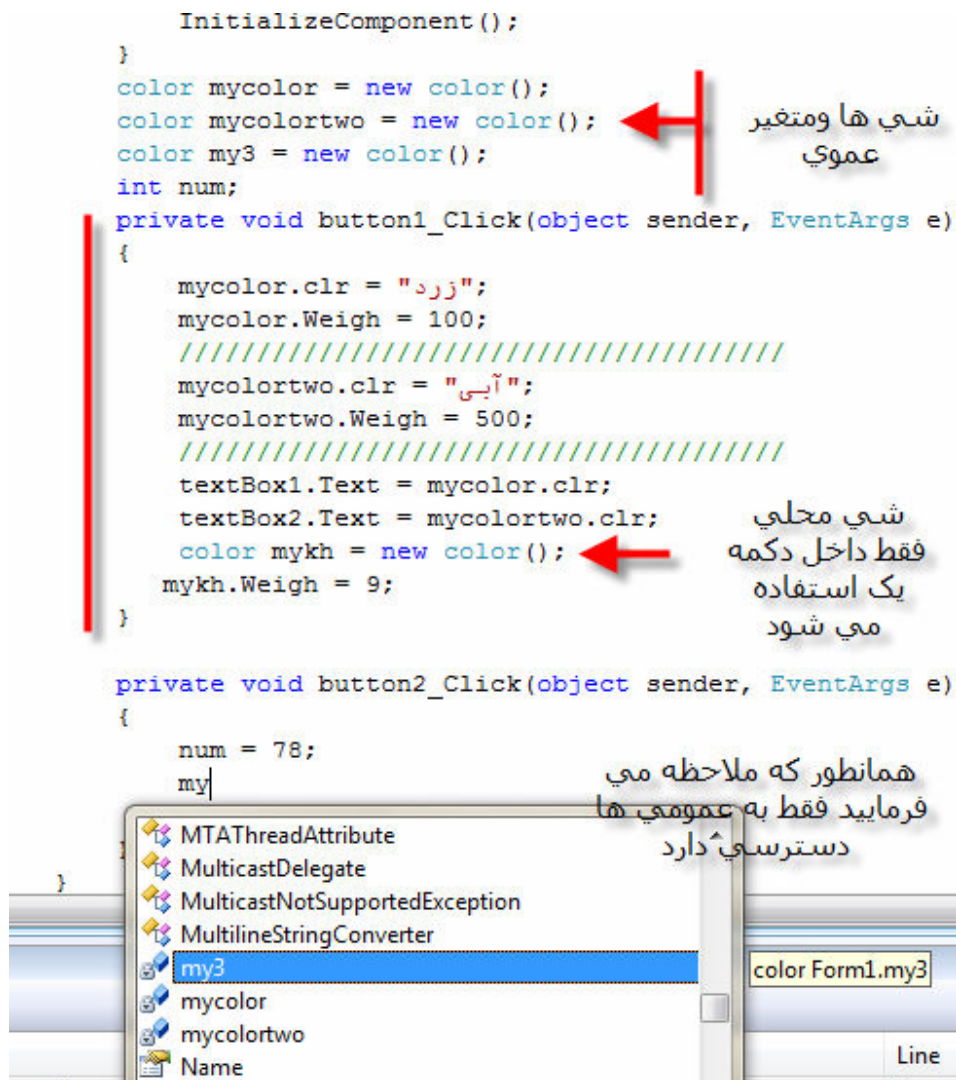 InitializeComponent();
}
color mycolor = new color();
color mycolortwo = new color();
color my3 = new color();
int num;
شي ها ومتغير
عموي
private void button1_Click(object sender, EventArgs e)
{
mycolor.clr = "زرد";
mycolor.Weigh = 100;
///////////////////////////////////////
mycolortwo.clr = "آبی";
mycolortwo.Weigh = 500;
///////////////////////////////////////
textBox1.Text = mycolor.clr;
textBox2.Text = mycolortwo.clr;
color mykh = new color();
mykh.Weigh = 9;
}
شي محلي
فقط داخل دكمه
يک استفاده
مي شود
private void button2_Click(object sender, EventArgs e)
{
num = 78;
my
همانطور كه ملاحظه مي
فرماييد فقط به عمومي ها
دسترسي دارد
}
MTAThreadAttribute
MulticastDelegate
MulticastNotSupportedException
MultilineStringConverter
my3
color Form1.my3
mycolor
mycolortwo
Name
Line